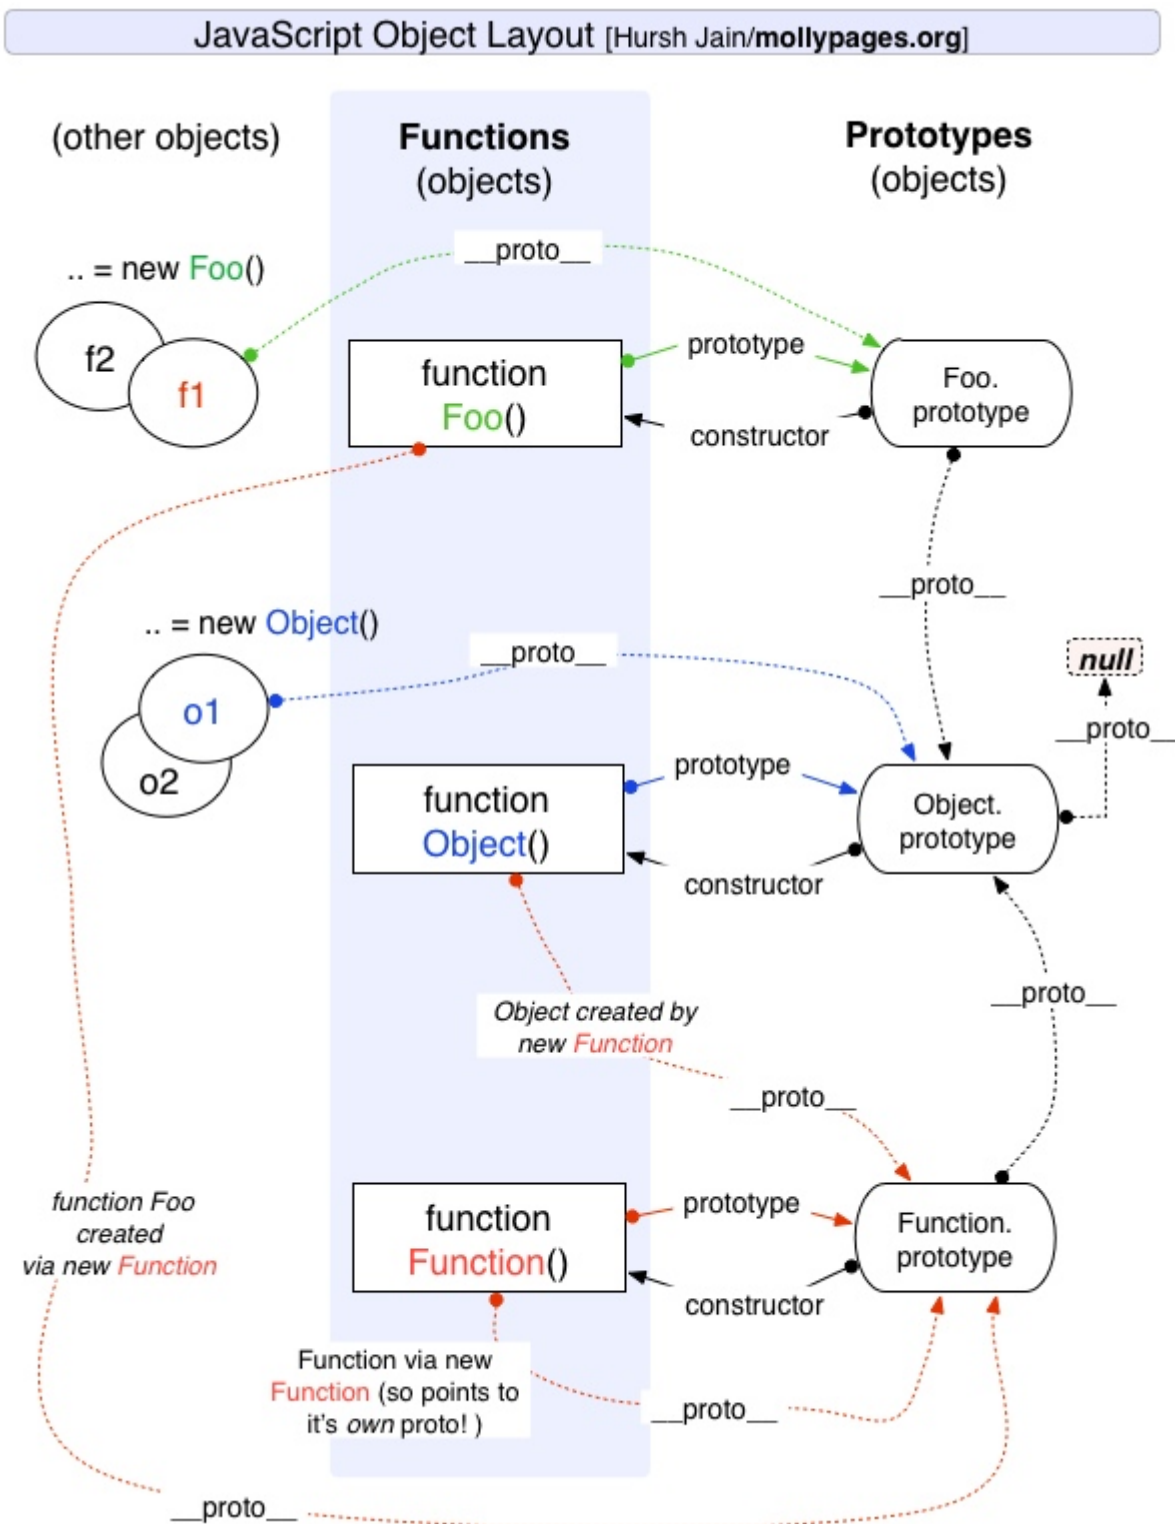 JavaScript Object Layout [Hursh Jain/mollypages.org]
(other objects)
Functions
(objects)
Prototypes
(objects)
__proto__
.. = new Foo()
f2
f1
function
Foo()
prototype
constructor
Foo.
prototype
__proto__
.. = new Object()
__proto__
null
__proto__
o1
o2
function
Object()
prototype
constructor
Object.
prototype
__proto__
Object created by
new Function
__proto__
function Foo
created
via new Function
function
Function()
prototype
constructor
Function.
prototype
Function via new
Function (so points to
it's own proto! )
__proto__
__proto__